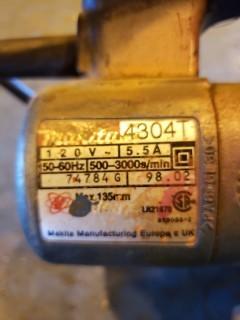 makita 4304T
120V~ 5.5A
50-60Hz 500-3000s/min
74784G 98.02
Max.135mm
LR21878
Makita Manufacturing Europe UK